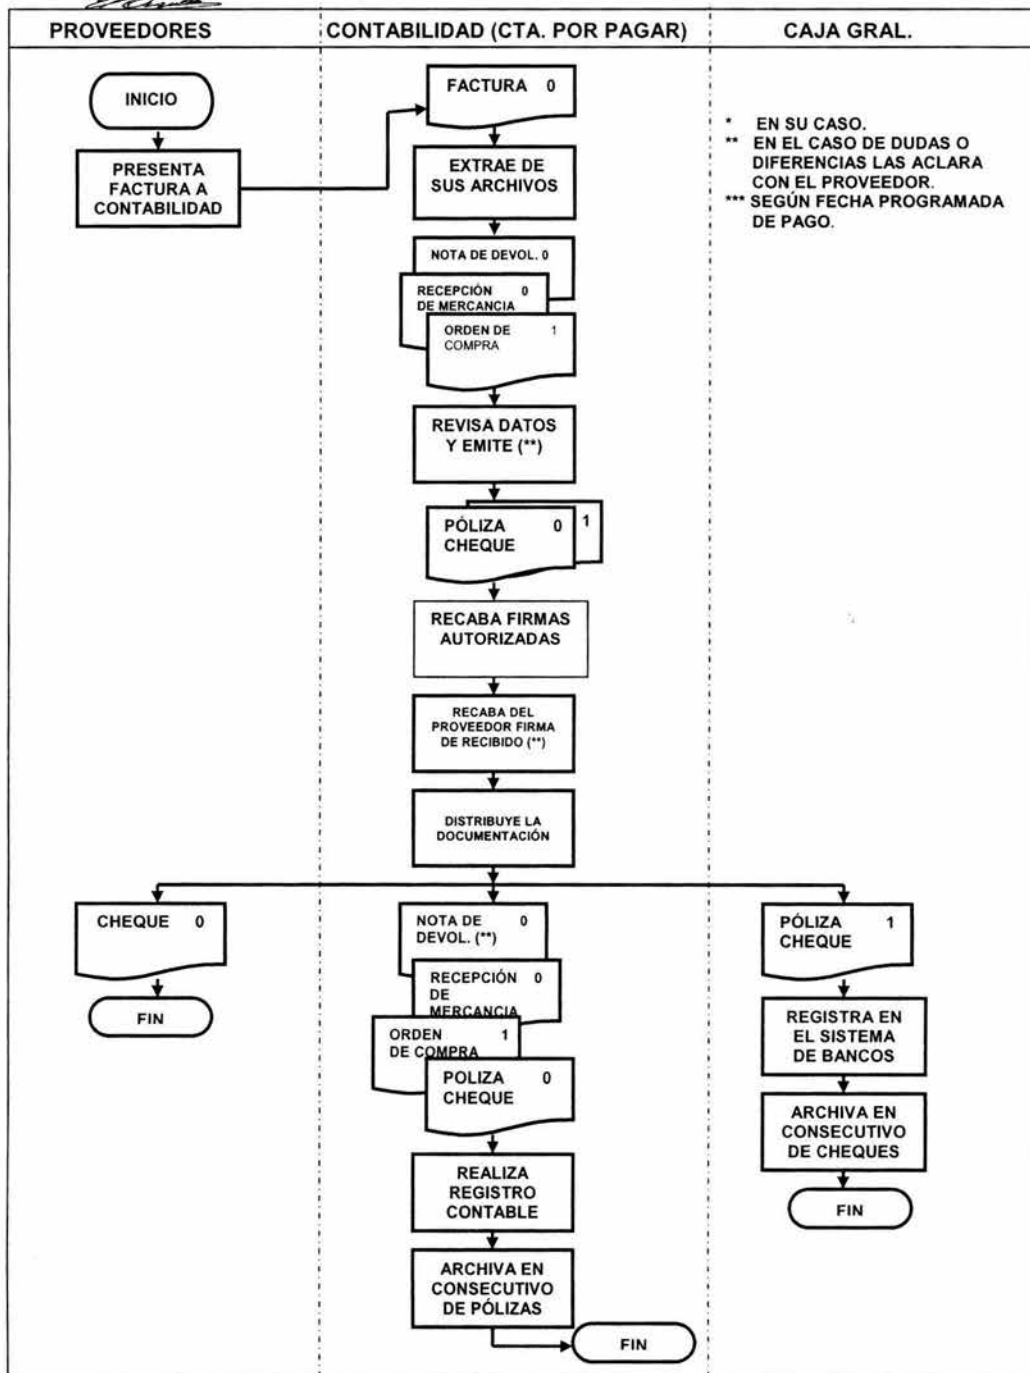 PROVEEDORES
CONTABILIDAD (CTA. POR PAGAR)
CAJA GRAL.
INICIO
PRESENTA
FACTURA A
CONTABILIDAD
FACTURA 0
EXTRAE DE
SUS ARCHIVOS
* EN SU CASO.
** EN EL CASO DE DUDAS O
DIFERENCIAS LAS ACLARA
CON EL PROVEEDOR.
*** SEGÚN FECHA PROGRAMADA
DE PAGO.
NOTA DE DEVOL. 0
RECEPCIÓN 0
DE MERCANCIA
ORDEN DE 1
COMPRA
REVISA DATOS
Y EMITE (**)
PÓLIZA 0
CHEQUE
1
RECABA FIRMAS
AUTORIZADAS
RECABA DEL
PROVEEDOR FIRMA
DE RECIBIDO (**)
DISTRIBUYE LA
DOCUMENTACIÓN
CHEQUE 0
FIN
NOTA DE 0
DEVOL. (**)
RECEPCIÓN 0
DE
MERCANCIA
ORDEN 1
DE COMPRA
POLIZA 0
CHEQUE
REALIZA
REGISTRO
CONTABLE
ARCHIVA EN
CONSECUTIVO
DE PÓLIZAS
FIN
PÓLIZA 1
CHEQUE
REGISTRA EN
EL SISTEMA
DE BANCOS
ARCHIVA EN
CONSECUTIVO
DE CHEQUES
FIN